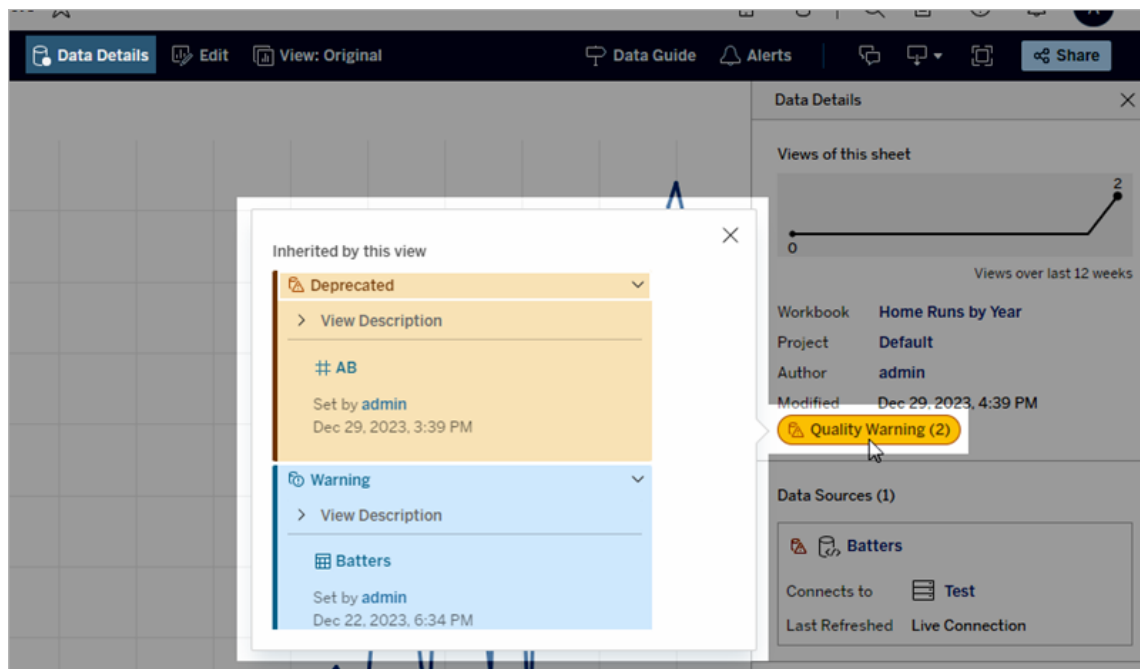 Data Details Edit View: Original Data Guide Alerts Share
Data Details
Views of this sheet
2
0
Views over last 12 weeks
Workbook Home Runs by Year
Project Default
Author admin
Modified Dec 29, 2023, 4:39 PM
Quality Warning (2)
Data Sources (1)
Batters
Connects to Test
Last Refreshed Live Connection
Inherited by this view
Deprecated
View Description
AB
Set by admin
Dec 29, 2023, 3:39 PM
Warning
View Description
Batters
Set by admin
Dec 22, 2023, 6:34 PM